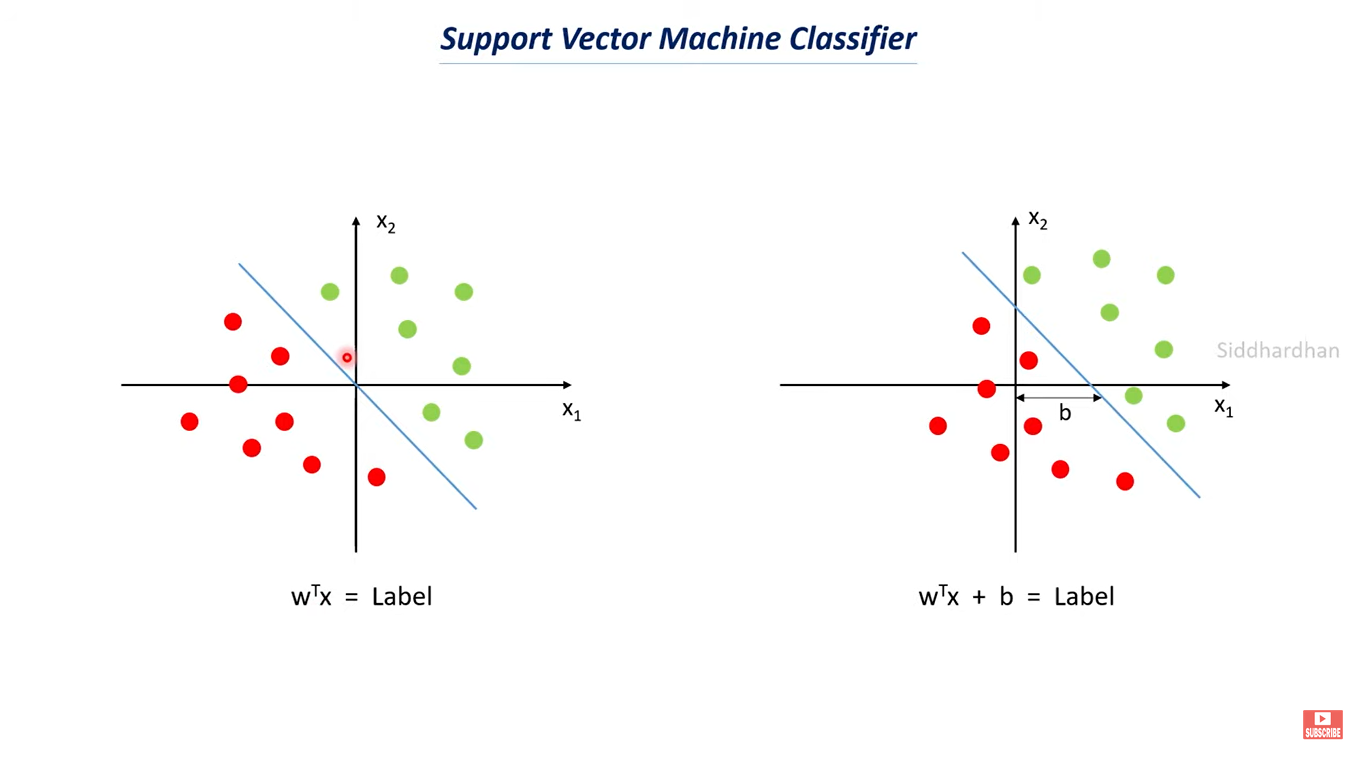 Support Vector Machine Classifier
x₂
x₁
wᵀx = Label
x₂
Siddhardhan
x₁
b
wᵀx + b = Label
SUBSCRIBE